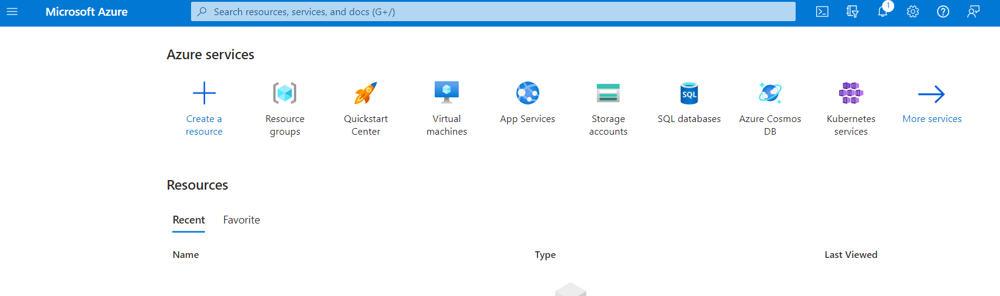 Microsoft Azure
Search resources, services, and docs (G+/)
1
Azure services
Create a
resource
Resource
groups
Quickstart
Center
Virtual
machines
App Services
Storage
accounts
SQL
SQL databases
Azure Cosmos
DB
Kubernetes
services
More services
Resources
Recent
Favorite
Name
Type
Last Viewed